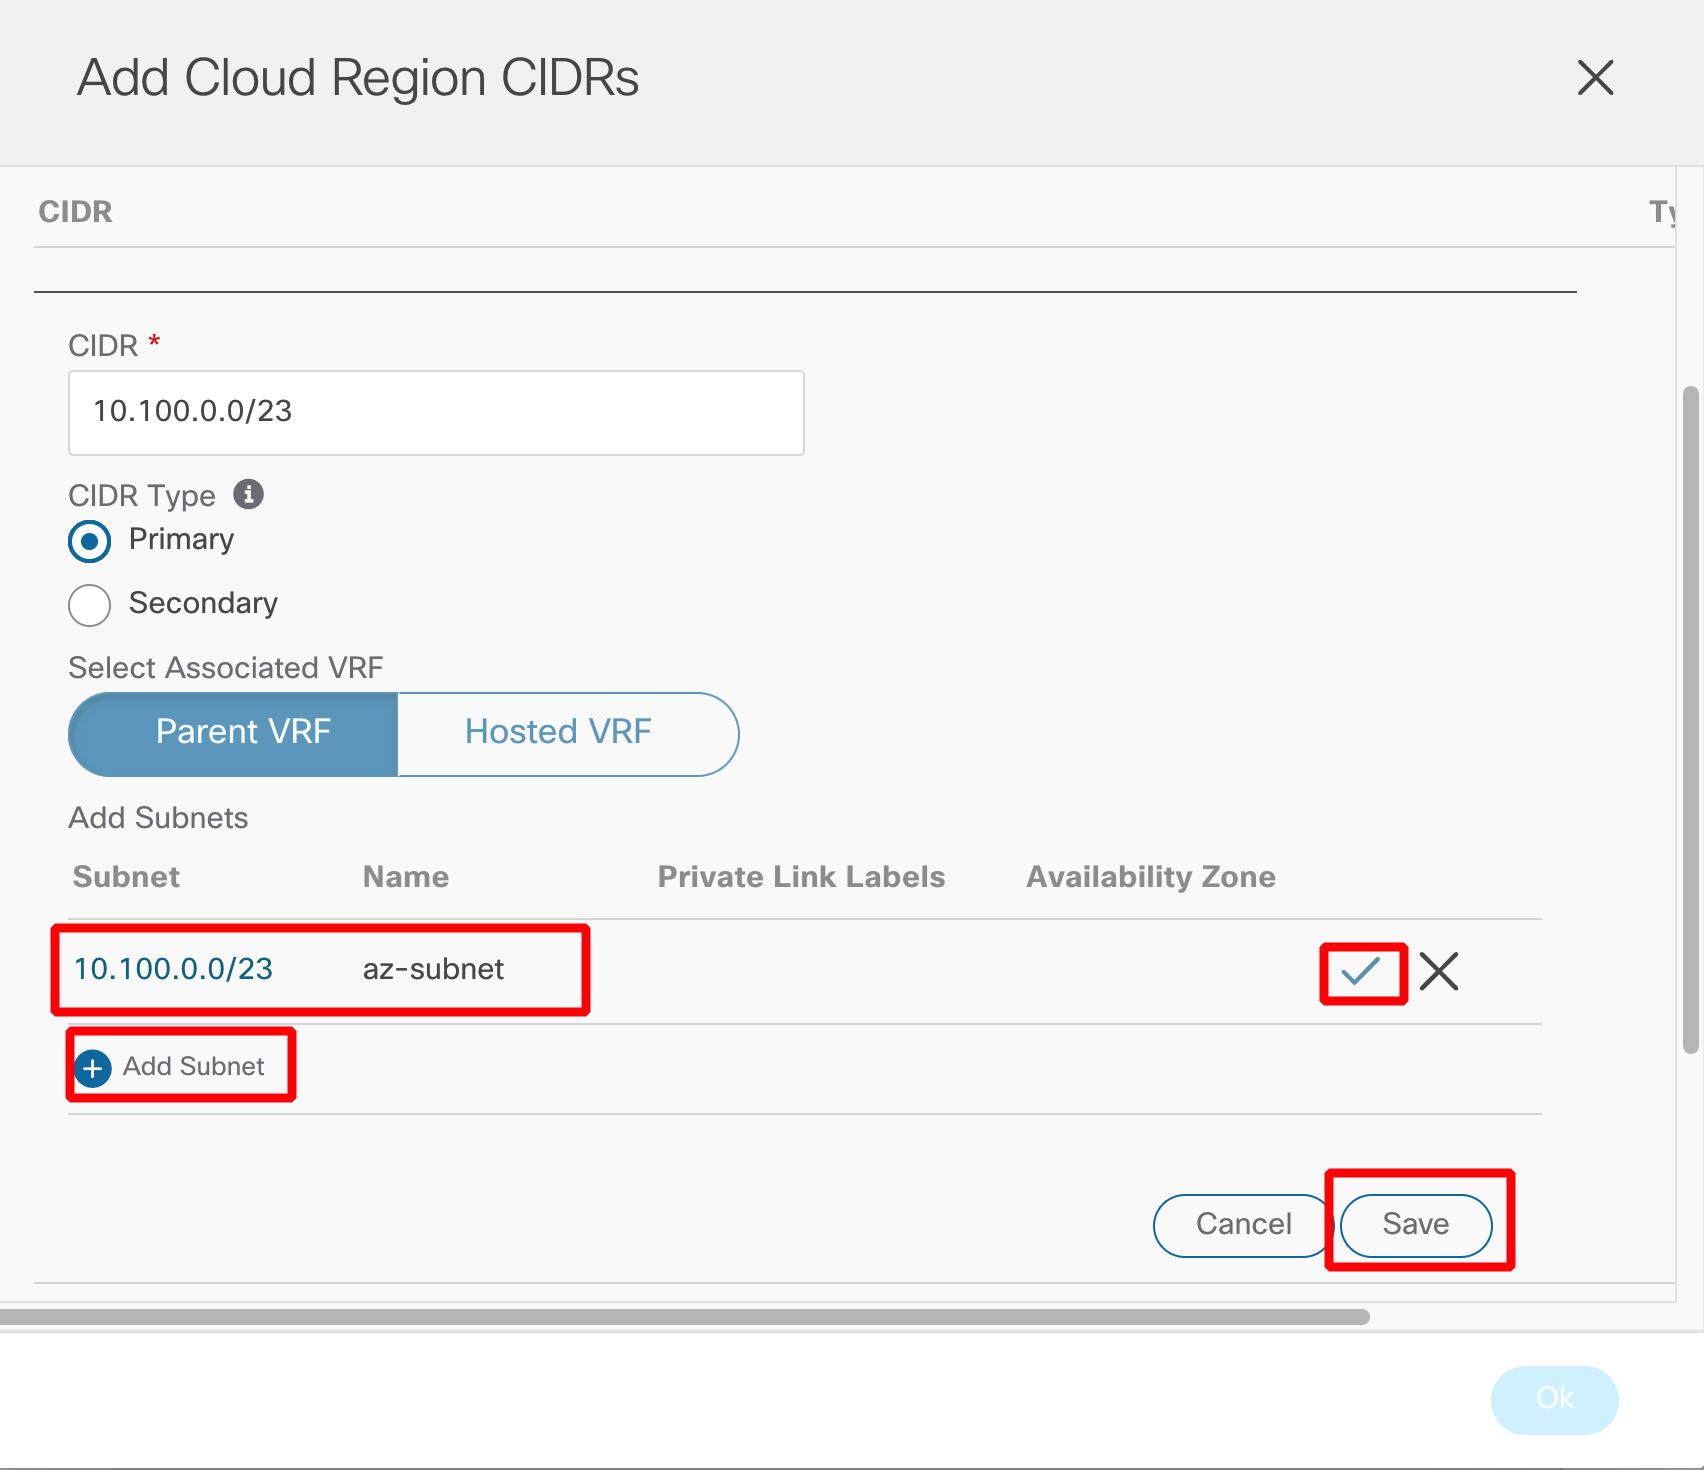 Add Cloud Region CIDRs
CIDR Ty
CIDR *
10.100.0.0/23
CIDR Type
Primary
Secondary
Select Associated VRF
Parent VRF Hosted VRF
Add Subnets
Subnet Name Private Link Labels Availability Zone
10.100.0.0/23 az-subnet
Add Subnet
Cancel Save
Ok